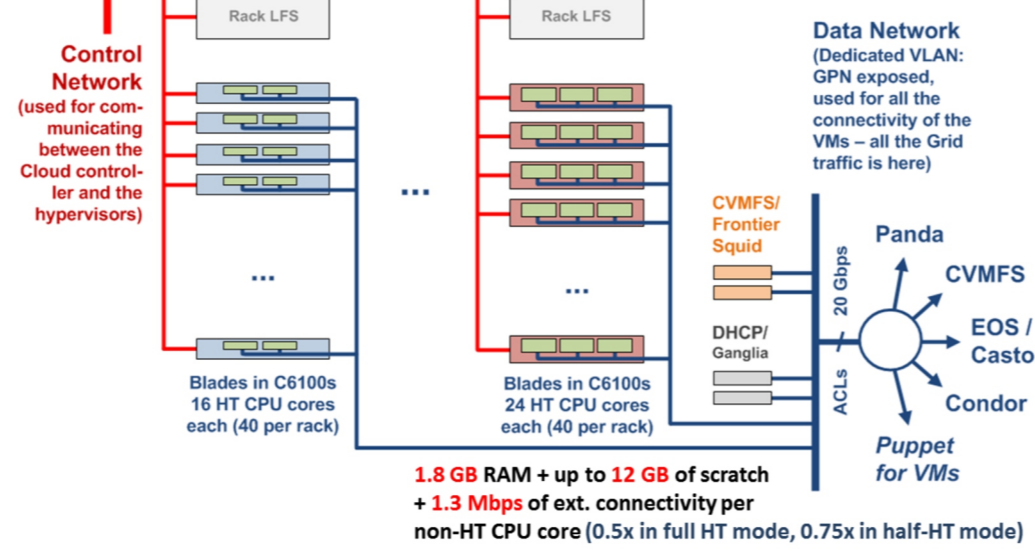 Rack LFS
Rack LFS
Control
Network
(used for com-
municating
between the
Cloud control-
ler and the
hypervisors)
...
...
Blades in C6100s
16 HT CPU cores
each (40 per rack)
...
Blades in C6100s
24 HT CPU cores
each (40 per rack)
Data Network
(Dedicated VLAN:
GPN exposed,
used for all the
connectivity of the
VMs – all the Grid
traffic is here)
CVMFS/
Frontier
Squid
DHCP/
Ganglia
20 Gbps
ACLs
Panda
CVMFS
EOS /
Casto
Condor
Puppet
for VMs
1.8 GB RAM + up to 12 GB of scratch
+ 1.3 Mbps of ext. connectivity per
non-HT CPU core (0.5x in full HT mode, 0.75x in half-HT mode)